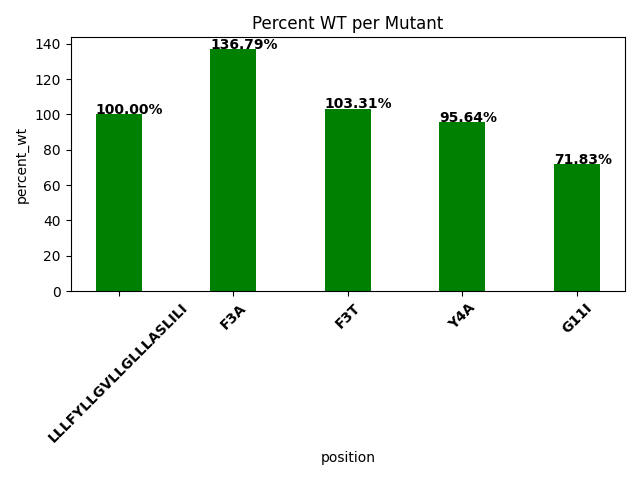 Percent WT per Mutant
percent_wt
140
120
100
80
60
40
20
0
100.00%
136.79%
103.31%
95.64%
71.83%
LLLFYLLGVLLGLLLASLILI
F3A
F3T
Y4A
G11I
position